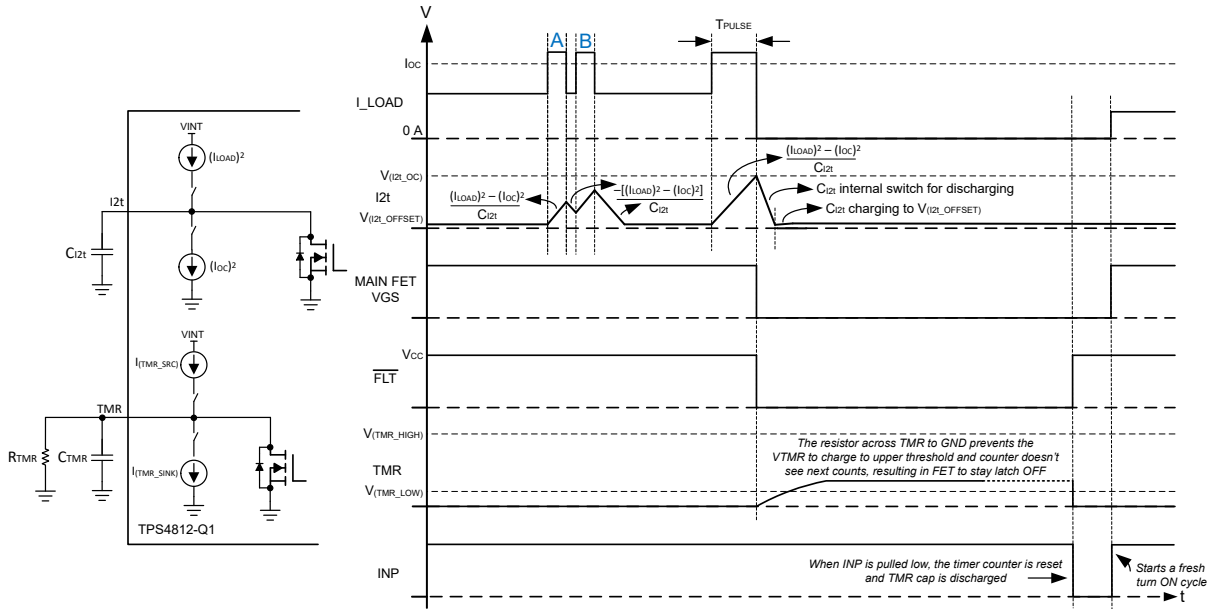 VINT
(ILOAD)²
I2t
CI2t
(IOC)²
VINT
I(TMR_SRC)
TMR
RTMR
CTMR
I(TMR_SINK)
TPS4812-Q1
V
A
B
TPULSE
IOC
I_LOAD
0 A
V(I2t_OC)
I2t
V(I2t_OFFSET)
(ILOAD)² – (IOC)²
CI2t
-[(ILOAD)² – (IOC)²]
CI2t
(ILOAD)² – (IOC)²
CI2t
CI2t internal switch for discharging
CI2t charging to V(I2t_OFFSET)
MAIN FET
VGS
VCC
FLT
V(TMR_HIGH)
TMR
V(TMR_LOW)
The resistor across TMR to GND prevents the
VTMR to charge to upper threshold and counter doesn't
see next counts, resulting in FET to stay latch OFF
INP
When INP is pulled low, the timer counter is reset
and TMR cap is discharged
Starts a fresh
turn ON cycle
t